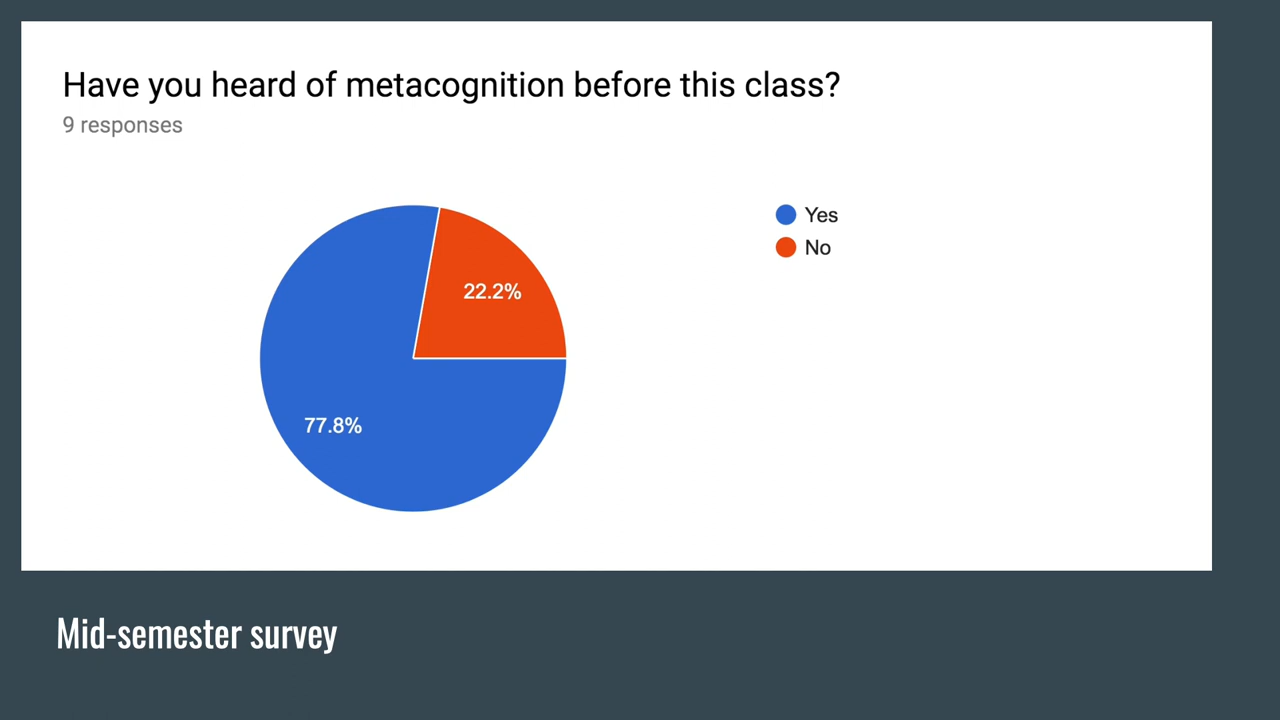 Have you heard of metacognition before this class?
9 responses
Yes
No
22.2%
77.8%
Mid-semester survey